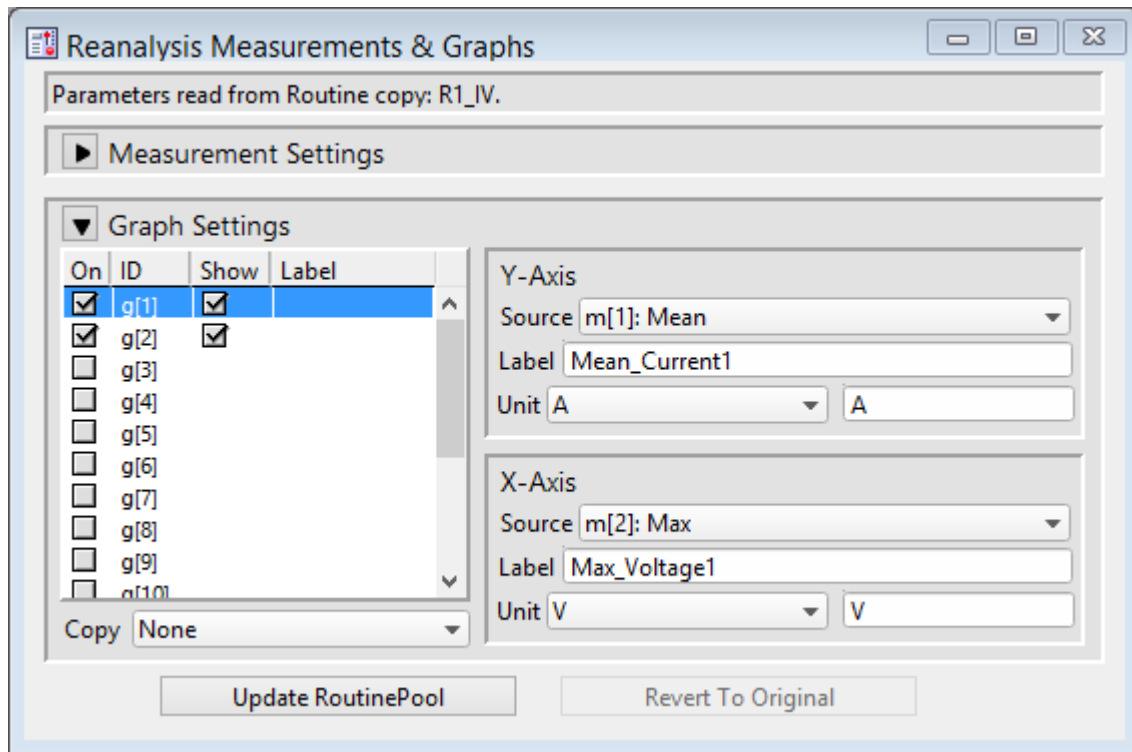 Reanalysis Measurements & Graphs
Parameters read from Routine copy: R1_IV.
Measurement Settings
Graph Settings
On ID Show Label
g[1]
g[2]
g[3]
g[4]
g[5]
g[6]
g[7]
g[8]
g[9]
g[10]
Copy None
Y-Axis
Source m[1]: Mean
Label Mean_Current1
Unit A A
X-Axis
Source m[2]: Max
Label Max_Voltage1
Unit V V
Update RoutinePool Revert To Original